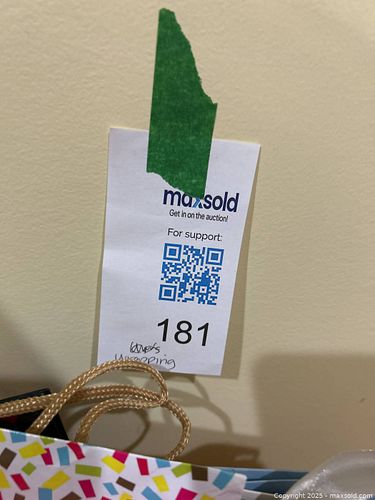 maxsold
Get in on the auction!
For support:
181
Wrapping
Copyright 2025 - maxsold.com